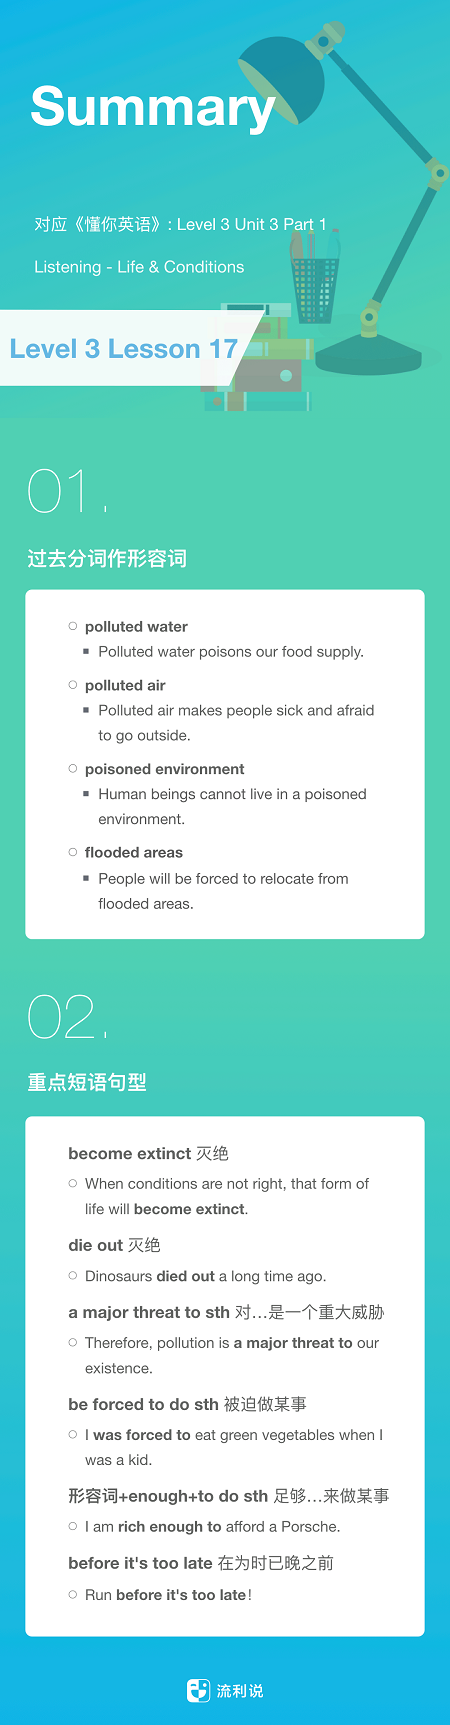 Summary
对应《懂你英语》: Level 3 Unit 3 Part 1
Listening - Life & Conditions
Level 3 Lesson 17
01.
过去分词作形容词
polluted water
Polluted water poisons our food supply.
polluted air
Polluted air makes people sick and afraid
to go outside.
poisoned environment
Human beings cannot live in a poisoned
environment.
flooded areas
People will be forced to relocate from
flooded areas.
02.
重点短语句型
become extinct 灭绝
When conditions are not right, that form of
life will become extinct.
die out 灭绝
Dinosaurs died out a long time ago.
a major threat to sth 对…是一个重大威胁
Therefore, pollution is a major threat to our
existence.
be forced to do sth 被迫做某事
I was forced to eat green vegetables when I
was a kid.
形容词+enough+to do sth 足够…来做某事
I am rich enough to afford a Porsche.
before it's too late 在为时已晚之前
Run before it's too late!
流利说